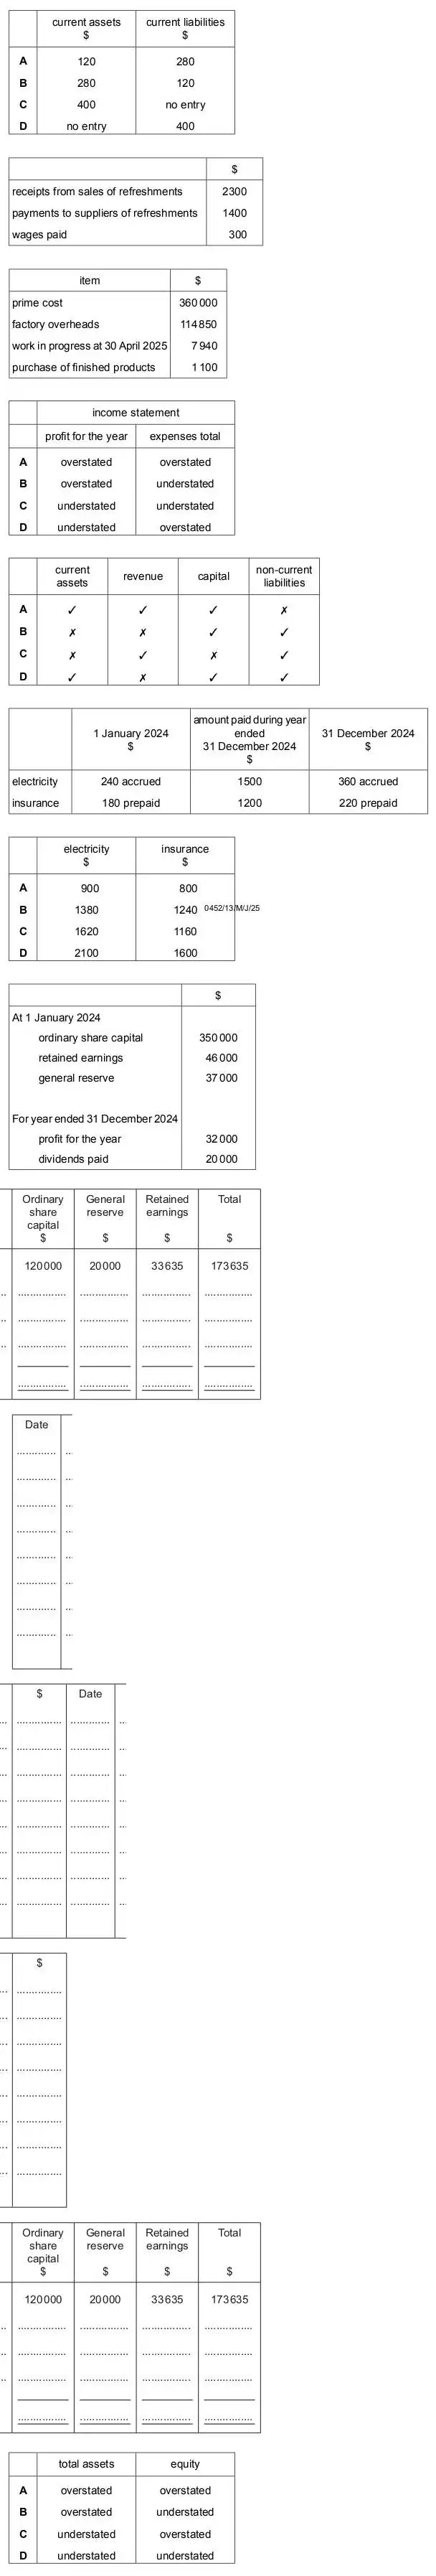 current assets current liabilities
$ $
A 120 280
B 280 120
C 400 no entry
D no entry 400
$
receipts from sales of refreshments 2300
payments to suppliers of refreshments 1400
wages paid 300
item $
prime cost 360 000
factory overheads 114 850
work in progress at 30 April 2025 7 940
purchase of finished products 1 100
income statement
profit for the year expenses total
A overstated overstated
B overstated understated
C understated understated
D understated overstated
current assets revenue capital non-current liabilities
A ✓ ✓ ✓ ✗
B ✗ ✗ ✓ ✓
C ✗ ✓ ✗ ✓
D ✓ ✗ ✓ ✓
amount paid during year
1 January 2024 ended 31 December 2024
$ 31 December 2024 $
$
electricity 240 accrued 1500 360 accrued
insurance 180 prepaid 1200 220 prepaid
electricity insurance
$ $
A 900 800
B 1380 1240 0452/13/M/J/25
C 1620 1160
D 2100 1600
$
At 1 January 2024
ordinary share capital 350 000
retained earnings 46 000
general reserve 37 000
For year ended 31 December 2024
profit for the year 32 000
dividends paid 20 000
Ordinary General Retained Total
share reserve earnings
capital
$ $ $ $
120 000 20 000 33 635 173 635
Date
$ Date
$
Ordinary General Retained Total
share reserve earnings
capital
$ $ $ $
120 000 20 000 33 635 173 635
total assets equity
A overstated overstated
B overstated understated
C understated overstated
D understated understated